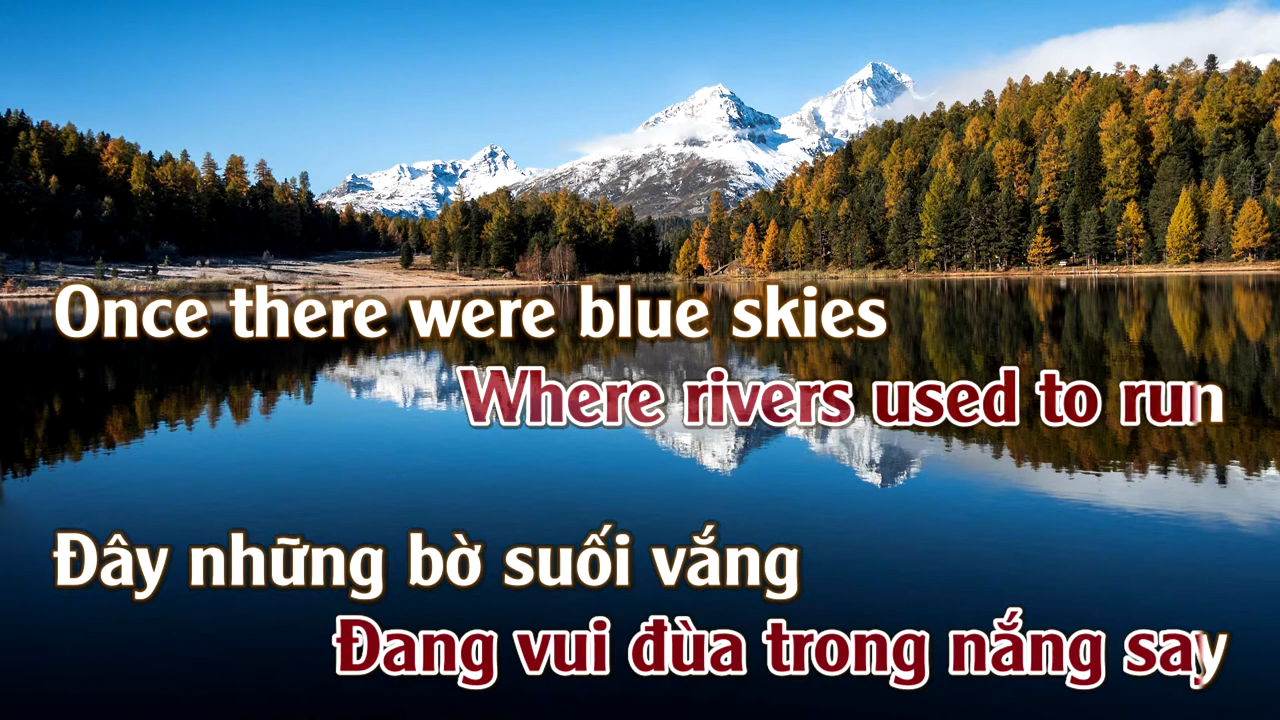 Once there were blue skies
Where rivers used to run
Đây những bờ suối vắng
Đang vui đùa trong nắng say